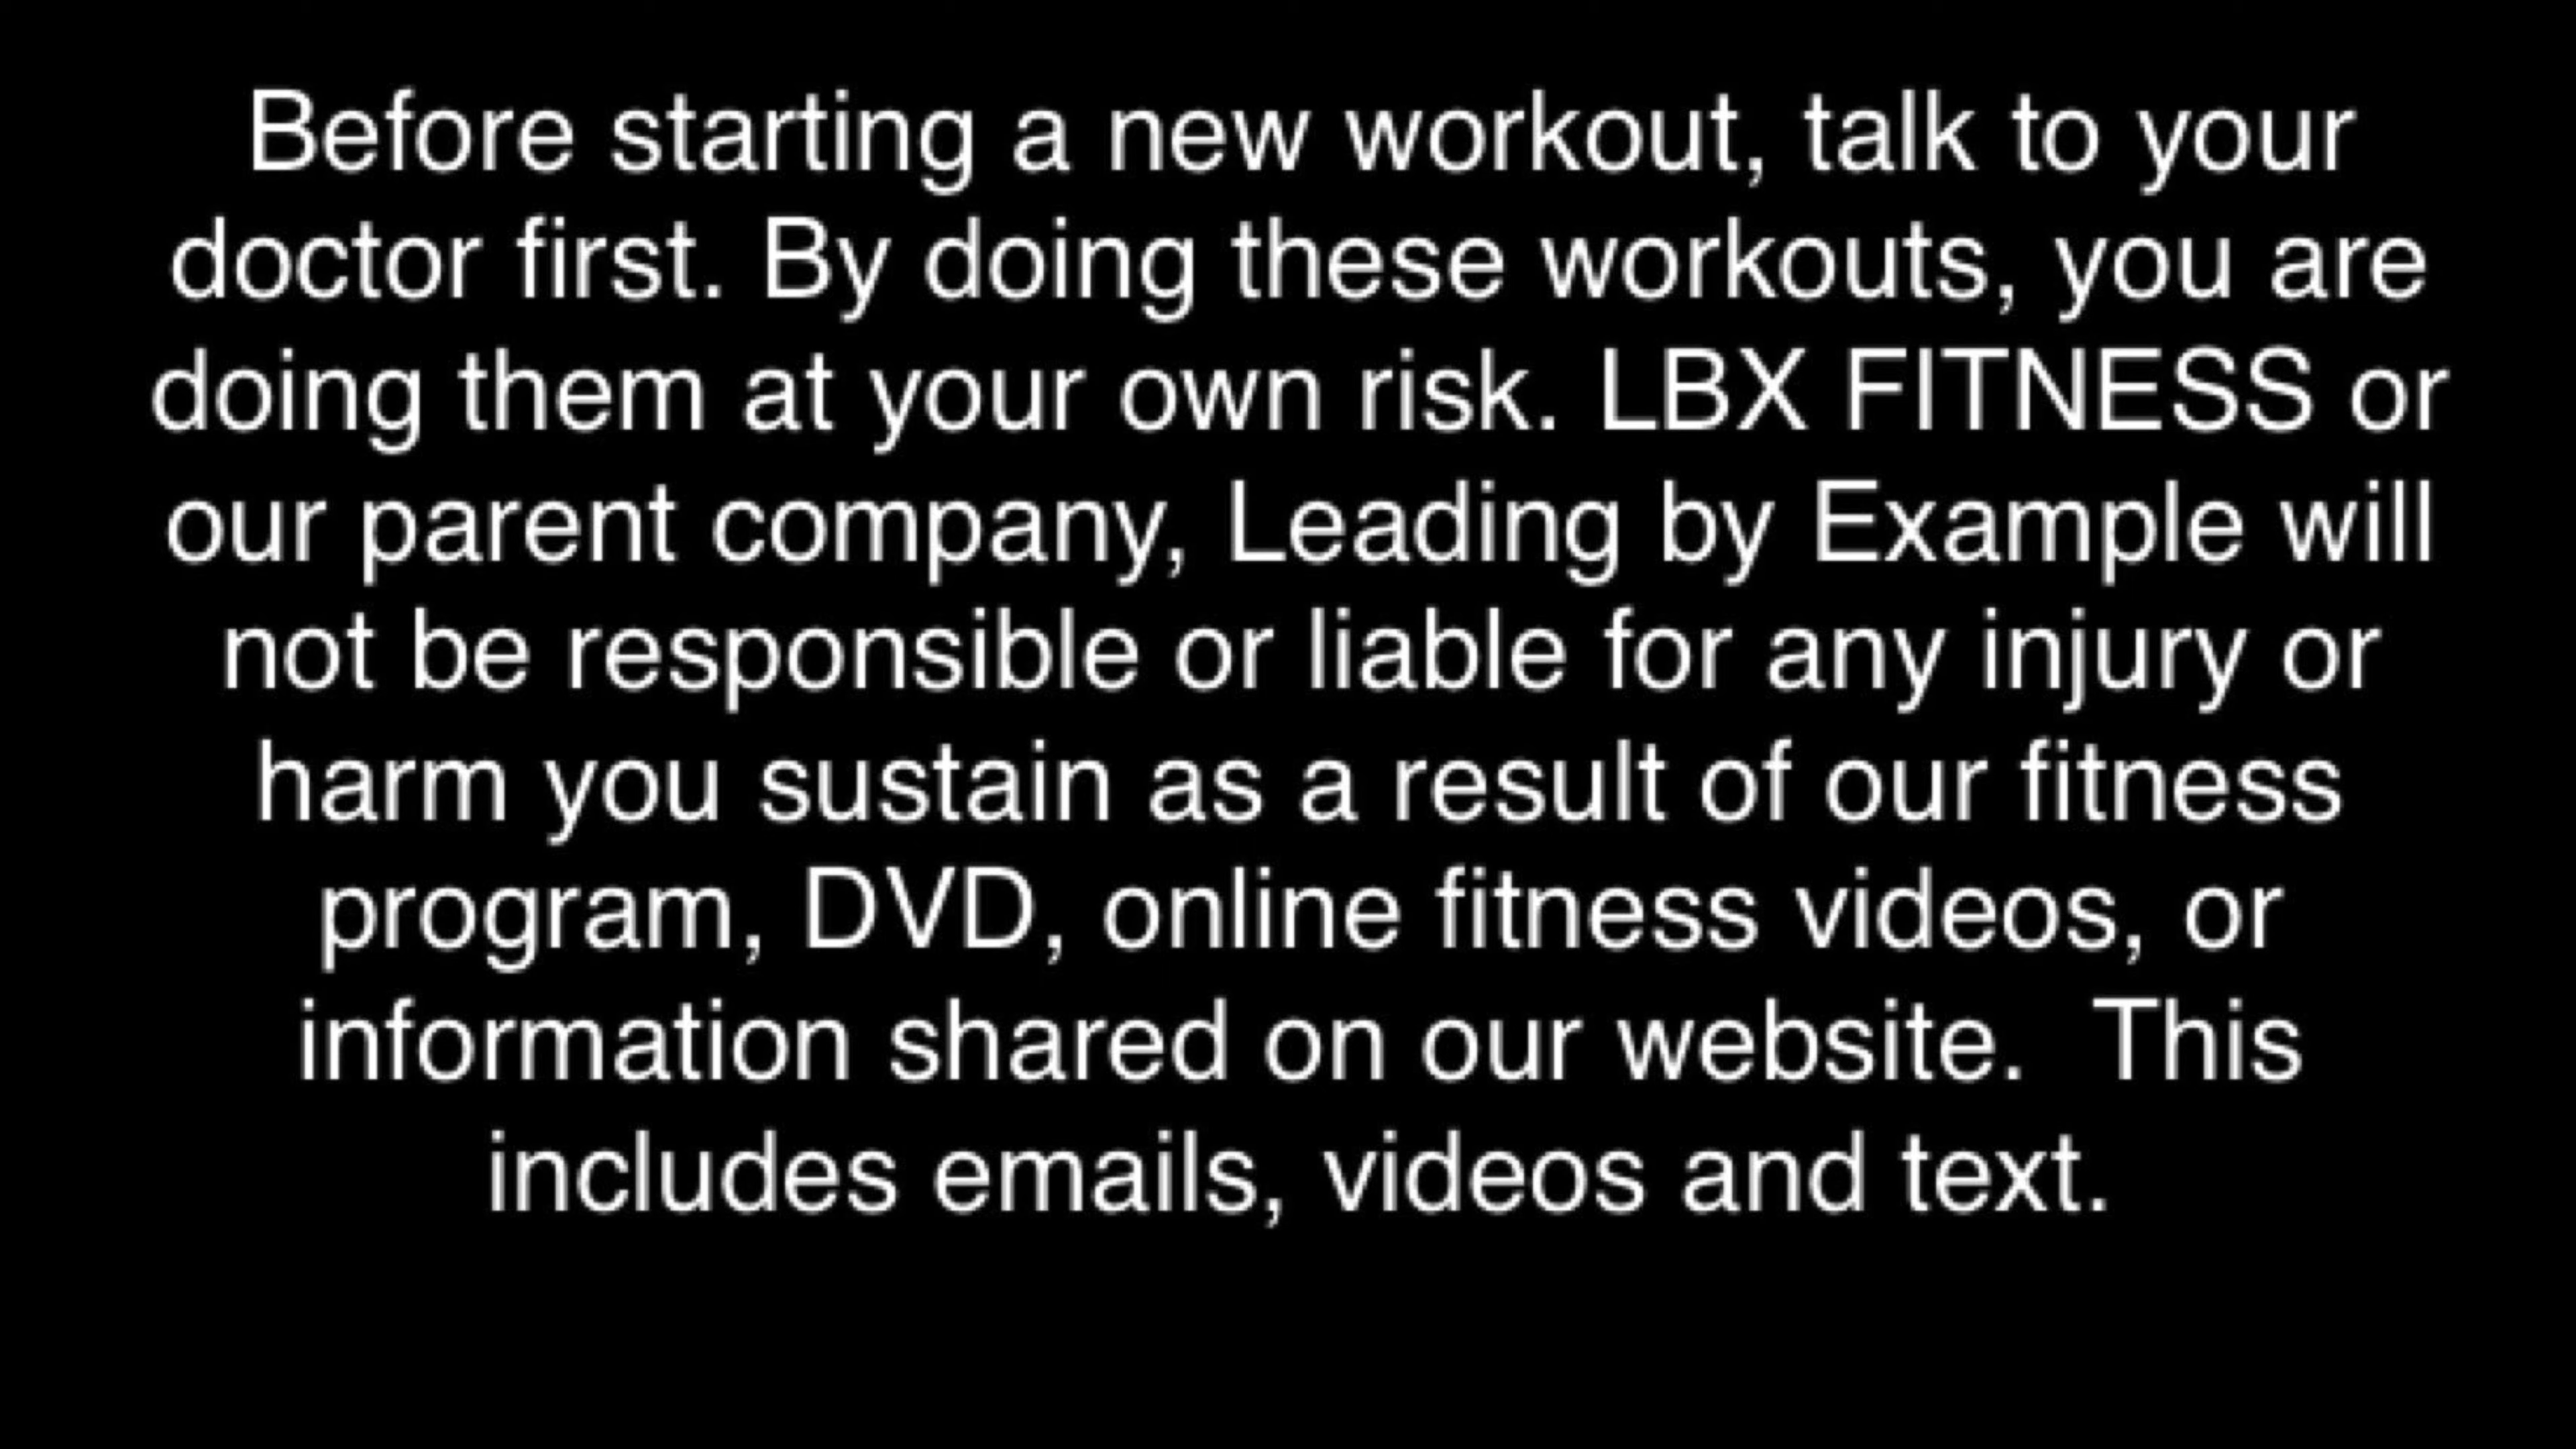 Before starting a new workout, talk to your
doctor first. By doing these workouts, you are
doing them at your own risk. LBX FITNESS or
our parent company, Leading by Example will
not be responsible or liable for any injury or
harm you sustain as a result of our fitness
program, DVD, online fitness videos, or
information shared on our website.  This
includes emails, videos and text.